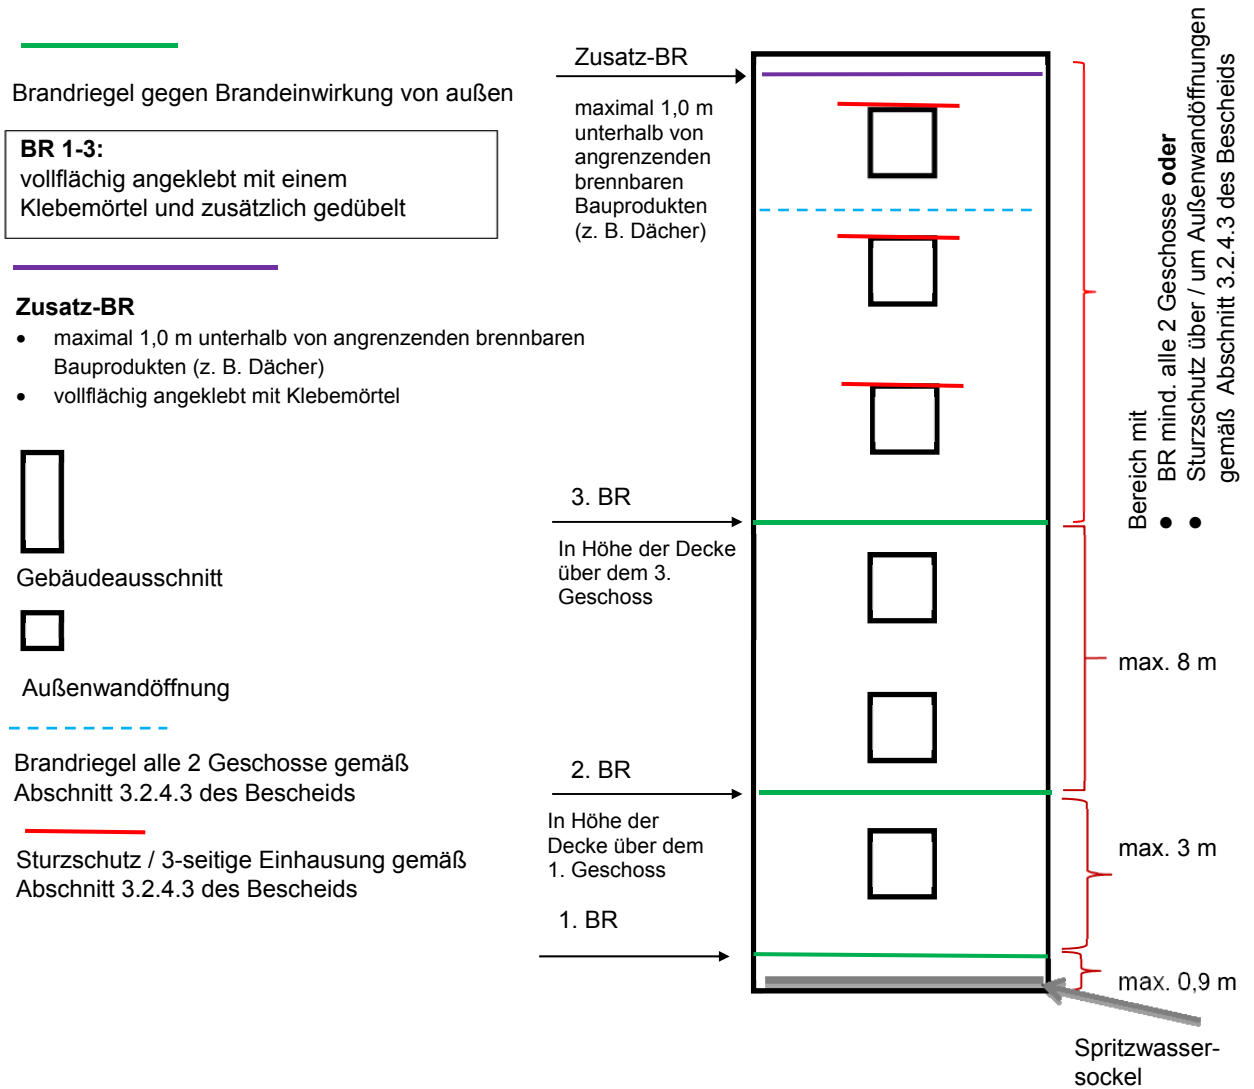 Brandriegel gegen Brandeinwirkung von außen
BR 1-3:
vollflächig angeklebt mit einem
Klebemörtel und zusätzlich gedübelt
Zusatz-BR
• maximal 1,0 m unterhalb von angrenzenden brennbaren
Bauprodukten (z. B. Dächer)
• vollflächig angeklebt mit Klebemörtel
Gebäudeausschnitt
Außenwandöffnung
Brandriegel alle 2 Geschosse gemäß
Abschnitt 3.2.4.3 des Bescheids
Sturzschutz / 3-seitige Einhausung gemäß
Abschnitt 3.2.4.3 des Bescheids
Zusatz-BR
maximal 1,0 m
unterhalb von
angrenzenden
brennbaren
Bauprodukten
(z. B. Dächer)
3. BR
In Höhe der Decke
über dem 3.
Geschoss
2. BR
In Höhe der
Decke über dem
1. Geschoss
1. BR
Bereich mit
• BR mind. alle 2 Geschosse oder
• Sturzschutz über / um Außenwandöffnungen
gemäß Abschnitt 3.2.4.3 des Bescheids
max. 8 m
max. 3 m
max. 0,9 m
Spritzwasser-
sockel